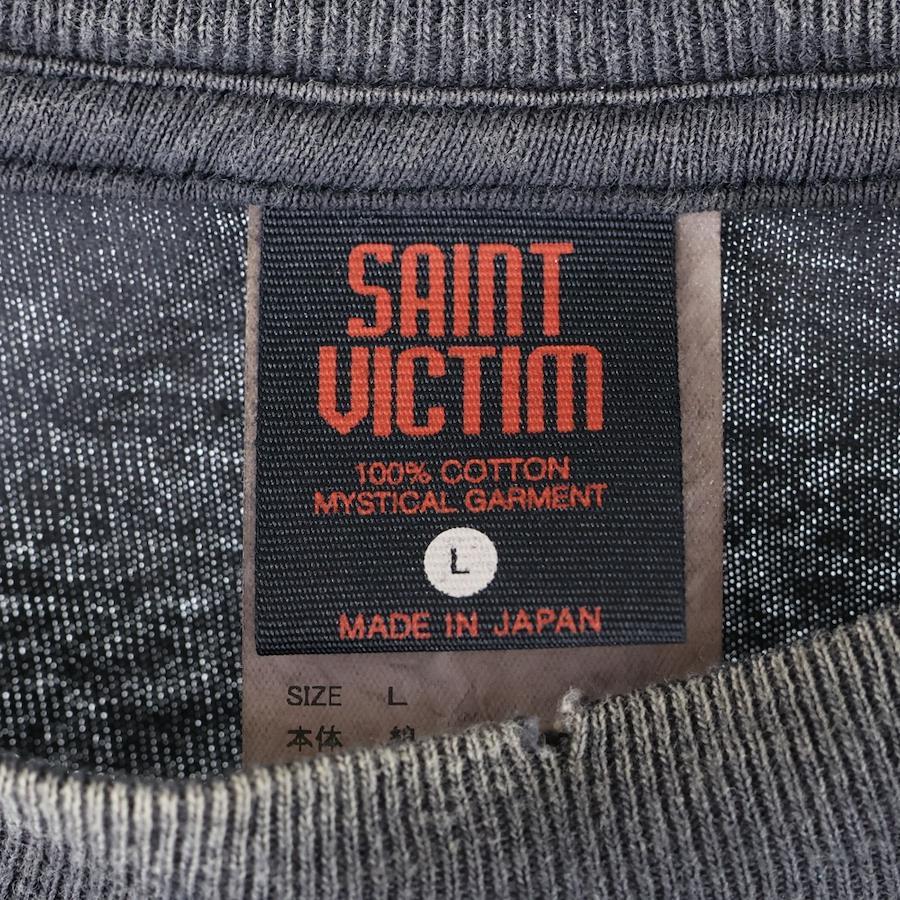 SAINT
VICTIM
100% COTTON
MYSTICAL GARMENT
L
MADE IN JAPAN
SIZE L
本体 綿